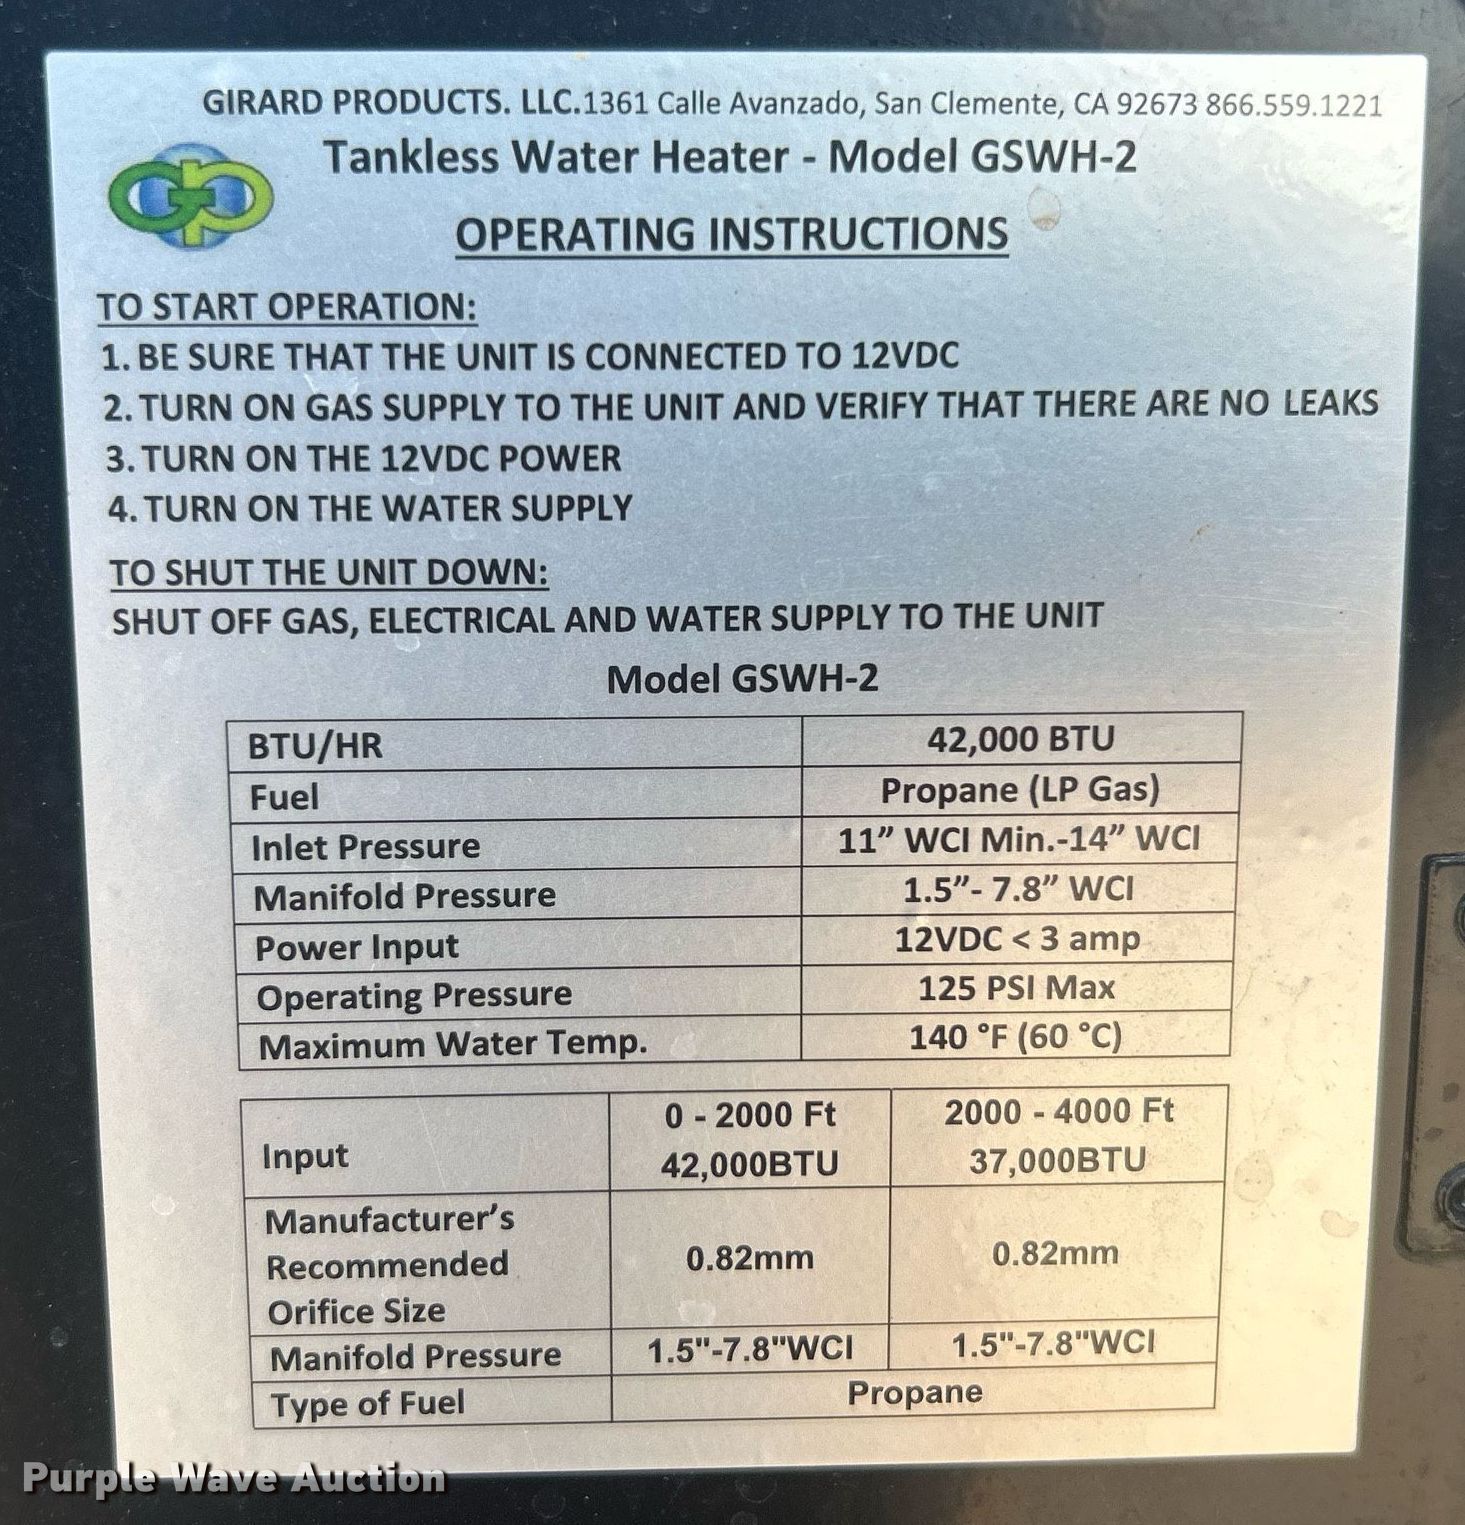 GIRARD PRODUCTS. LLC.1361 Calle Avanzado, San Clemente, CA 92673 866.559.1221
GP
Tankless Water Heater - Model GSWH-2
OPERATING INSTRUCTIONS
TO START OPERATION:
1. BE SURE THAT THE UNIT IS CONNECTED TO 12VDC
2. TURN ON GAS SUPPLY TO THE UNIT AND VERIFY THAT THERE ARE NO LEAKS
3. TURN ON THE 12VDC POWER
4. TURN ON THE WATER SUPPLY
TO SHUT THE UNIT DOWN:
SHUT OFF GAS, ELECTRICAL AND WATER SUPPLY TO THE UNIT
Model GSWH-2
BTU/HR 42,000 BTU
Fuel Propane (LP Gas)
Inlet Pressure 11” WCI Min.-14” WCI
Manifold Pressure 1.5”- 7.8” WCI
Power Input 12VDC < 3 amp
Operating Pressure 125 PSI Max
Maximum Water Temp. 140 °F (60 °C)
0 - 2000 Ft 2000 - 4000 Ft
Input 42,000BTU 37,000BTU
Manufacturer’s
Recommended 0.82mm 0.82mm
Orifice Size
Manifold Pressure 1.5"-7.8"WCI 1.5"-7.8"WCI
Type of Fuel Propane
Purple Wave Auction